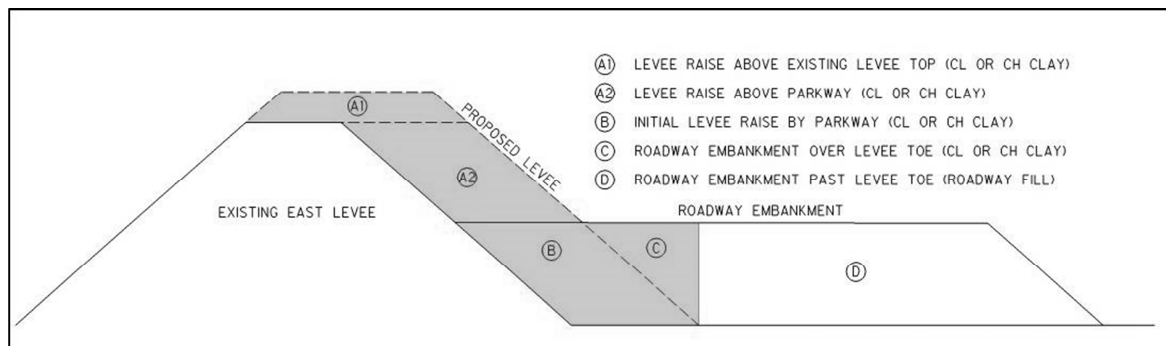 Ⓐ1 LEVEE RAISE ABOVE EXISTING LEVEE TOP (CL OR CH CLAY)
Ⓐ2 LEVEE RAISE ABOVE PARKWAY (CL OR CH CLAY)
Ⓑ INITIAL LEVEE RAISE BY PARKWAY (CL OR CH CLAY)
Ⓒ ROADWAY EMBANKMENT OVER LEVEE TOE (CL OR CH CLAY)
Ⓓ ROADWAY EMBANKMENT PAST LEVEE TOE (ROADWAY FILL)
A1
PROPOSED LEVEE
A2
EXISTING EAST LEVEE
ROADWAY EMBANKMENT
B
C
D